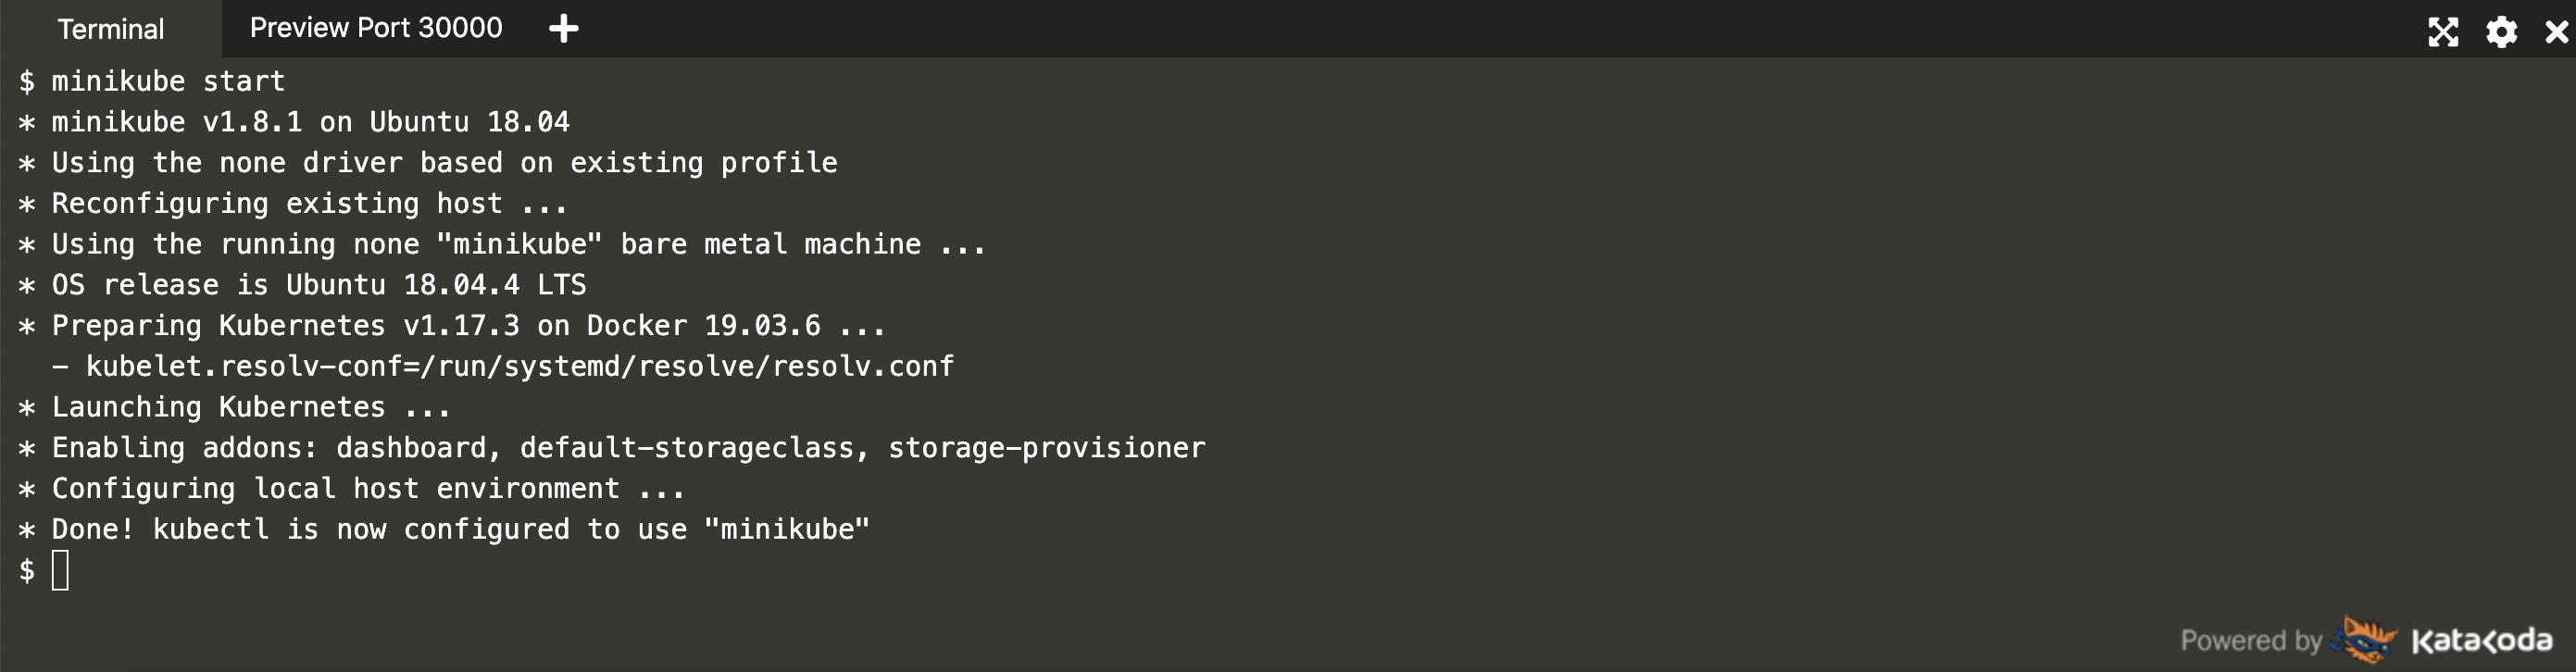 Terminal Preview Port 30000 +
$ minikube start
* minikube v1.8.1 on Ubuntu 18.04
* Using the none driver based on existing profile
* Reconfiguring existing host ...
* Using the running none "minikube" bare metal machine ...
* OS release is Ubuntu 18.04.4 LTS
* Preparing Kubernetes v1.17.3 on Docker 19.03.6 ...
  - kubelet.resolv-conf=/run/systemd/resolve/resolv.conf
* Launching Kubernetes ...
* Enabling addons: dashboard, default-storageclass, storage-provisioner
* Configuring local host environment ...
* Done! kubectl is now configured to use "minikube"
$
Powered by Katacoda